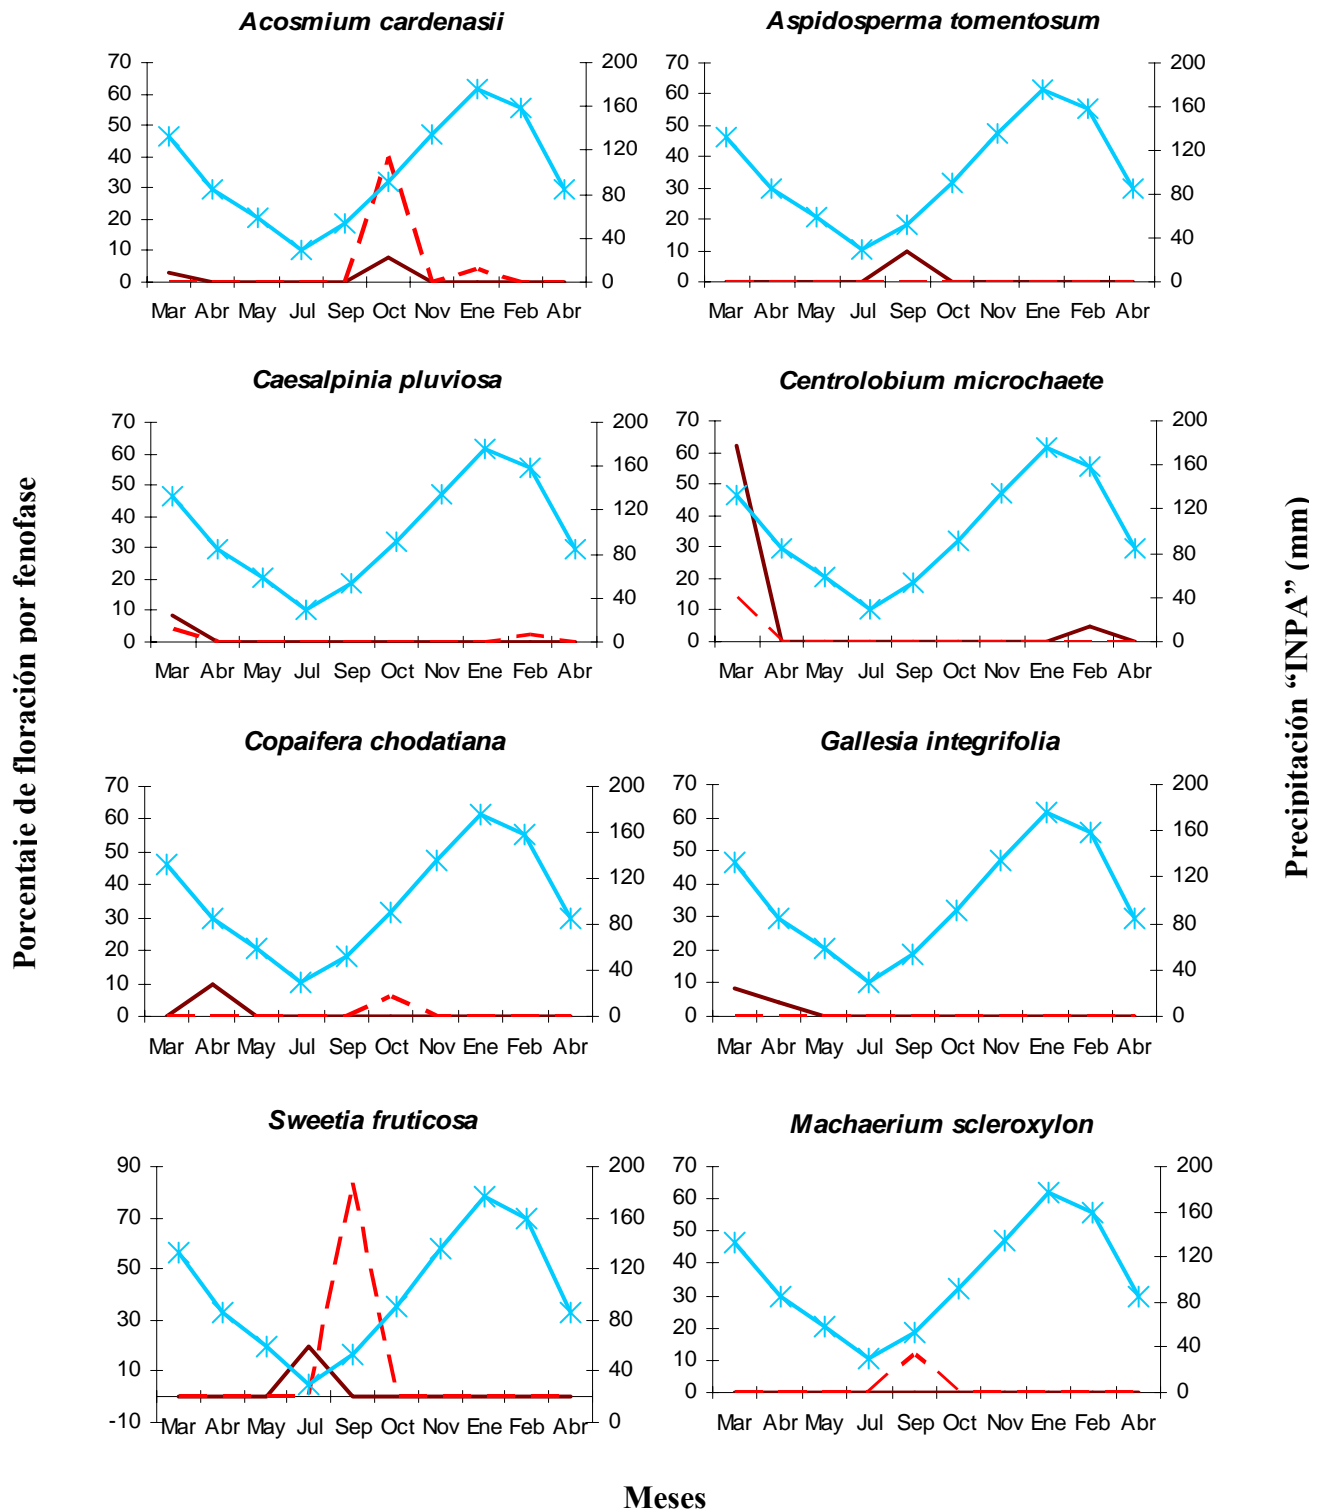 Acosmium cardenasii
Aspidosperma tomentosum
70 60 50 40 30 20 10 0
200 160 120 80 40 0
70 60 50 40 30 20 10 0
200 160 120 80 40 0
Mar Abr May Jul Sep Oct Nov Ene Feb Abr
Mar Abr May Jul Sep Oct Nov Ene Feb Abr
Caesalpinia pluviosa
Centrolobium microchaete
70 60 50 40 30 20 10 0
200 160 120 80 40 0
70 60 50 40 30 20 10 0
200 160 120 80 40 0
Mar Abr May Jul Sep Oct Nov Ene Feb Abr
Mar Abr May Jul Sep Oct Nov Ene Feb Abr
Porcentaje de floración por fenofase
Precipitación “INPA” (mm)
Copaifera chodatiana
Gallesia integrifolia
70 60 50 40 30 20 10 0
200 160 120 80 40 0
70 60 50 40 30 20 10 0
200 160 120 80 40 0
Mar Abr May Jul Sep Oct Nov Ene Feb Abr
Mar Abr May Jul Sep Oct Nov Ene Feb Abr
Sweetia fruticosa
Machaerium scleroxylon
90 70 50 30 10 -10
200 160 120 80 40 0
70 60 50 40 30 20 10 0
200 160 120 80 40 0
Mar Abr May Jul Sep Oct Nov Ene Feb Abr
Mar Abr May Jul Sep Oct Nov Ene Feb Abr
Meses